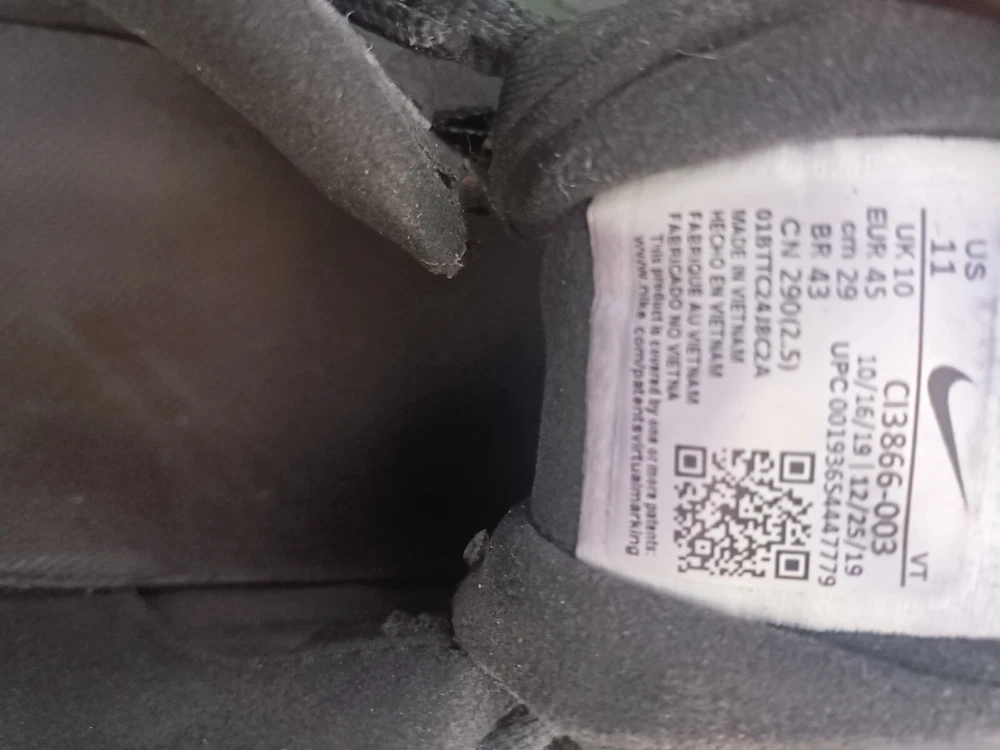 US
11
VT
UK 10
EUR 45
cm 29
BR 43
CN 290(2.5)
CI3866-003
10/16/19 | 12/25/19
UPC 00193654447779
01BTTC24JBC2A
MADE IN VIETNAM
HECHO EN VIETNAM
FABRIQUE AU VIETNAM
FABRICADO NO VIETNA
This product is covered by one or more patents:
www.nike.com/patentsvirtualmarking